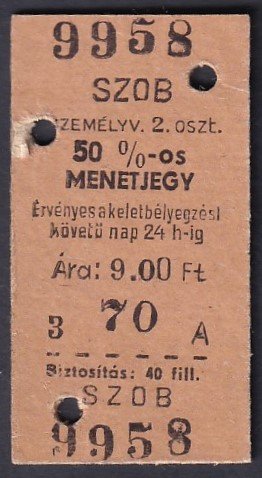 9958
SZOB
SZEMÉLYV. 2. OSZT.
50 %-OS
MENETJEGY
Érvényes a keletbélyegzést
követő nap 24 h-ig
Ára: 9.00 Ft
3 70 A
Biztosítás: 40 fill.
SZOB
9958